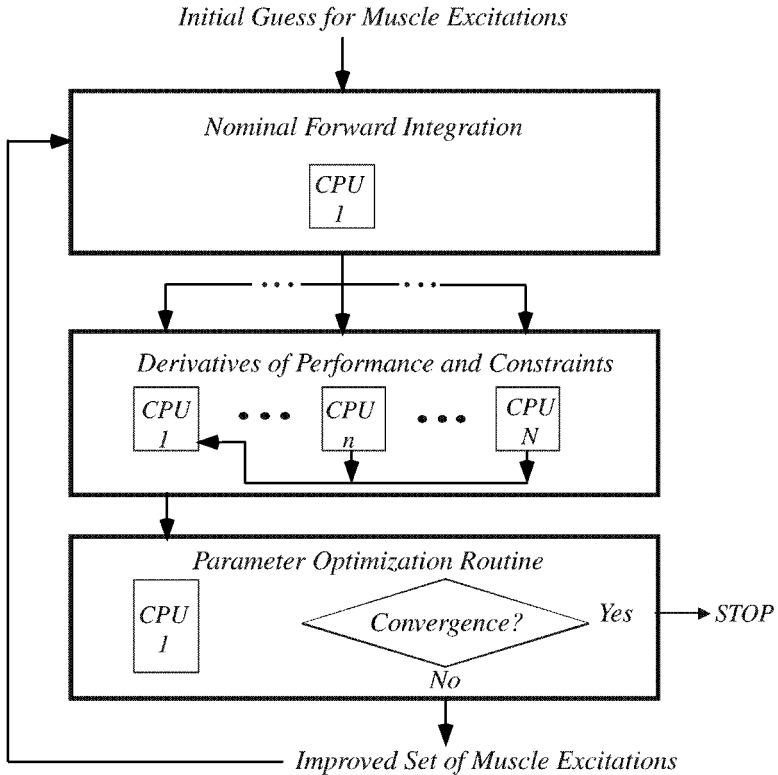 Initial Guess for Muscle Excitations
Nominal Forward Integration
CPU
1
Derivatives of Performance and Constraints
CPU
1
CPU
n
CPU
N
Parameter Optimization Routine
CPU
1
Convergence?
Yes
STOP
No
Improved Set of Muscle Excitations